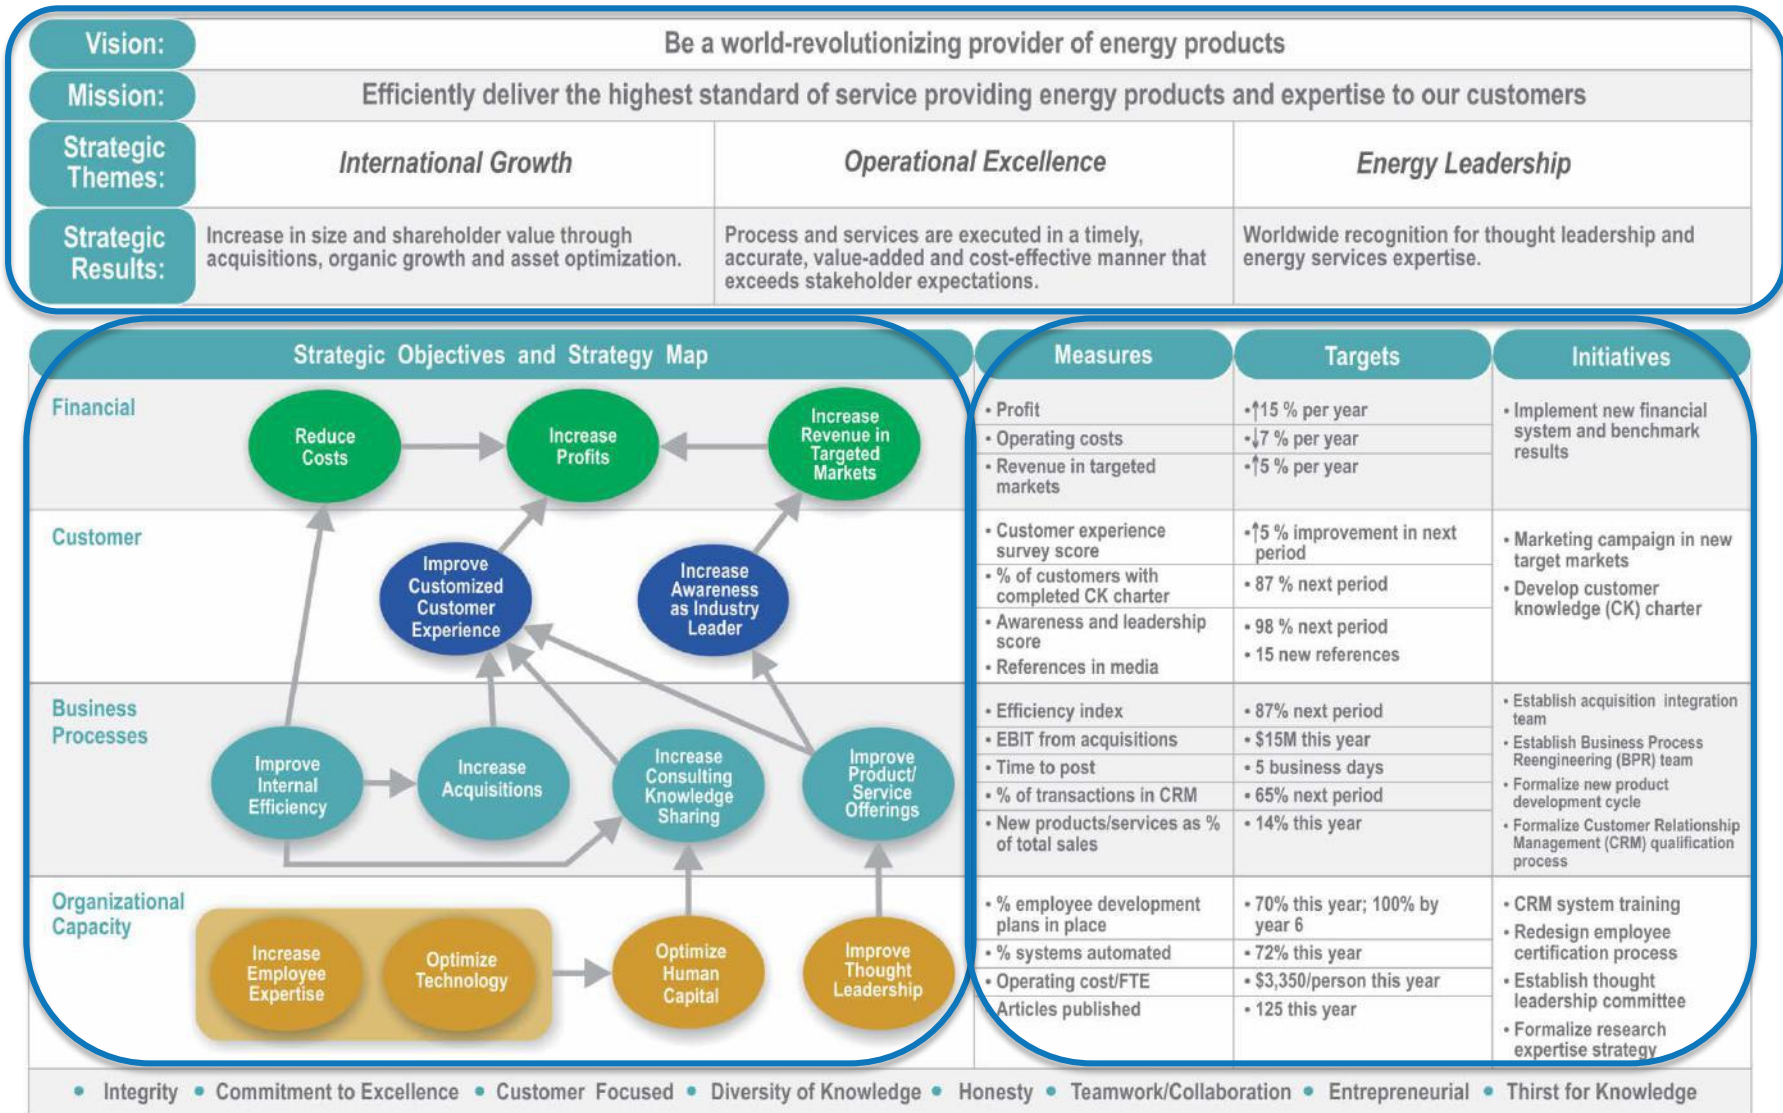 Vision:
Be a world-revolutionizing provider of energy products
Mission:
Efficiently deliver the highest standard of service providing energy products and expertise to our customers
Strategic
Themes:
International Growth
Operational Excellence
Energy Leadership
Strategic
Results:
Increase in size and shareholder value through
acquisitions, organic growth and asset optimization.
Process and services are executed in a timely,
accurate, value-added and cost-effective manner that
exceeds stakeholder expectations.
Worldwide recognition for thought leadership and
energy services expertise.
Strategic Objectives and Strategy Map
Measures
Targets
Initiatives
Financial
Reduce
Costs
Increase
Profits
Increase
Revenue in
Targeted
Markets
• Profit
• Operating costs
• Revenue in targeted
markets
•↑15 % per year
•↓7 % per year
•↑5 % per year
• Implement new financial
system and benchmark
results
Customer
Improve
Customized
Customer
Experience
Increase
Awareness
as Industry
Leader
• Customer experience
survey score
• % of customers with
completed CK charter
• Awareness and leadership
score
• References in media
•↑5 % improvement in next
period
• 87 % next period
• 98 % next period
• 15 new references
• Marketing campaign in new
target markets
• Develop customer
knowledge (CK) charter
Business
Processes
Improve
Internal
Efficiency
Increase
Acquisitions
Increase
Consulting
Knowledge
Sharing
Improve
Product/
Service
Offerings
• Efficiency index
• EBIT from acquisitions
• Time to post
• % of transactions in CRM
• New products/services as %
of total sales
• 87% next period
• $15M this year
• 5 business days
• 65% next period
• 14% this year
• Establish acquisition integration
team
• Establish Business Process
Reengineering (BPR) team
• Formalize new product
development cycle
• Formalize Customer Relationship
Management (CRM) qualification
process
Organizational
Capacity
Increase
Employee
Expertise
Optimize
Technology
Optimize
Human
Capital
Improve
Thought
Leadership
• % employee development
plans in place
• % systems automated
• Operating cost/FTE
• Articles published
• 70% this year; 100% by
year 6
• 72% this year
• $3,350/person this year
• 125 this year
• CRM system training
• Redesign employee
certification process
• Establish thought
leadership committee
• Formalize research
expertise strategy
• Integrity • Commitment to Excellence • Customer Focused • Diversity of Knowledge • Honesty • Teamwork/Collaboration • Entrepreneurial • Thirst for Knowledge